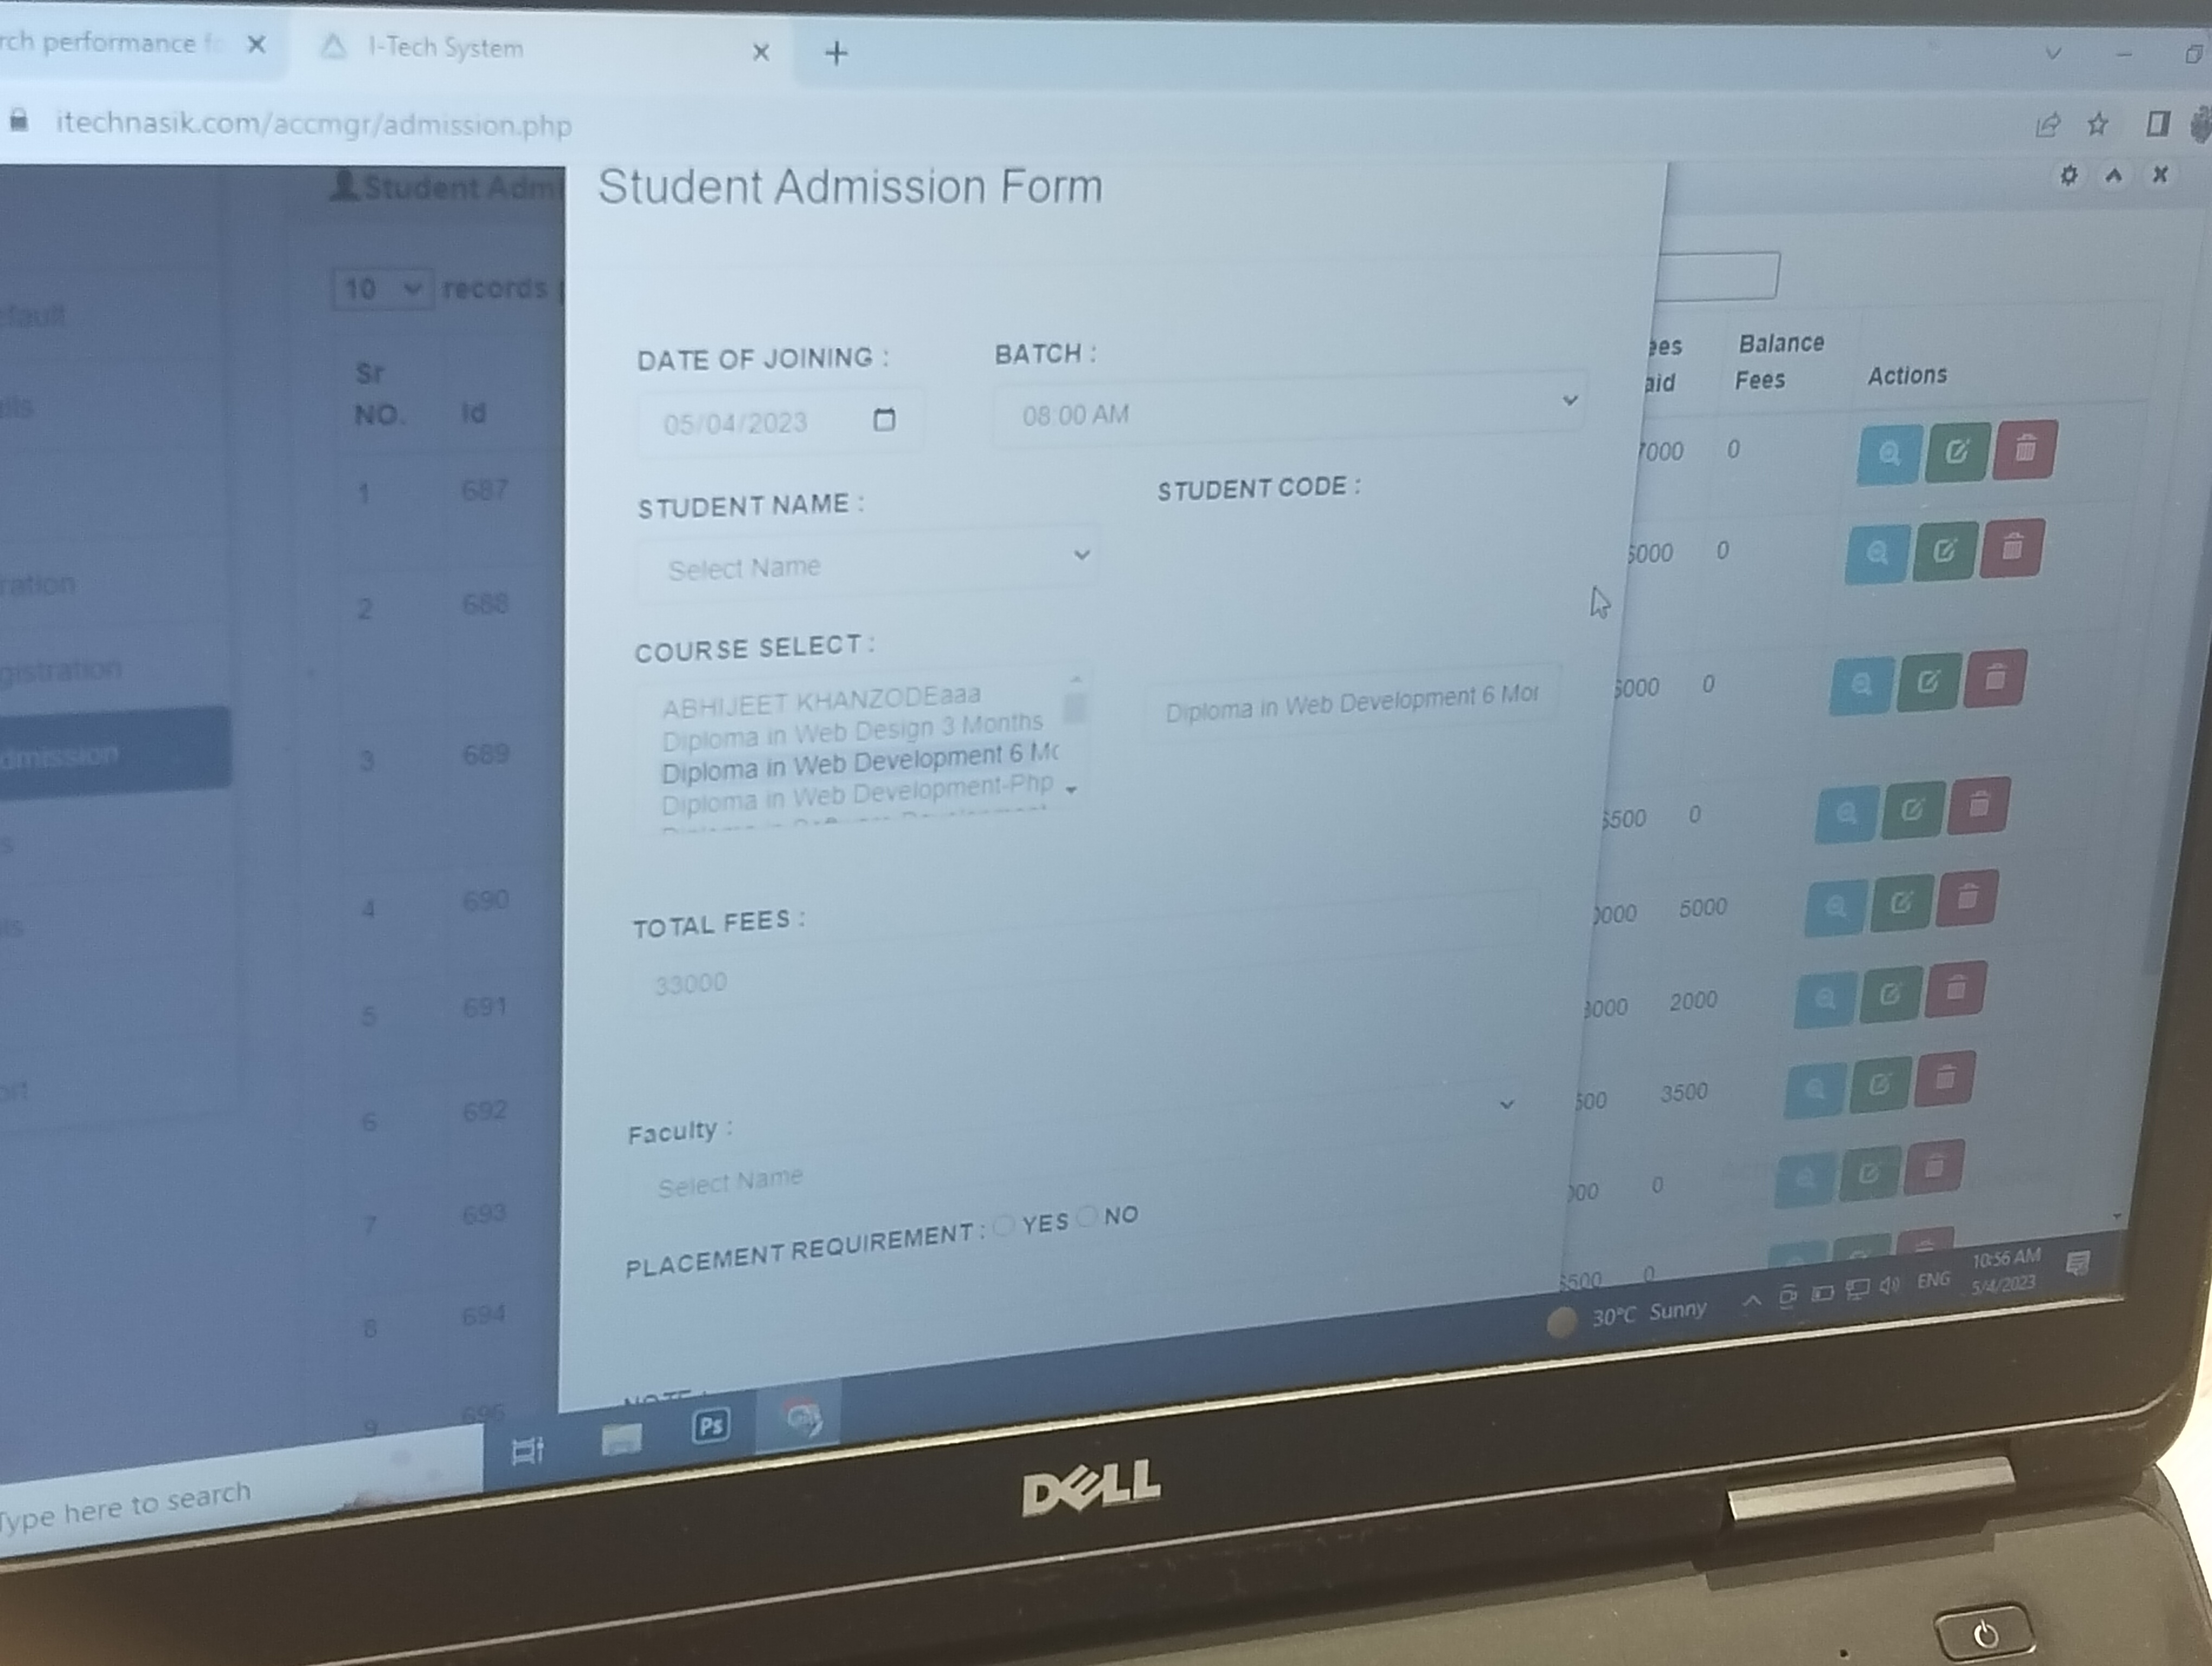 rch performance
I-Tech System
itechnasik.com/accmgr/admission.php
Student Admi
Student Admission Form
10 records
Sr NO.
Id
1 687
2 688
3 689
4 690
5 691
6 692
7 693
8 694
9 695
DATE OF JOINING :
BATCH :
05/04/2023
08:00 AM
STUDENT NAME :
STUDENT CODE :
Select Name
COURSE SELECT :
ABHIJEET KHANZODEaaa
Diploma in Web Design 3 Months
Diploma in Web Development 6 Mo
Diploma in Web Development-Php
Diploma in Web Development 6 Mor
TOTAL FEES :
33000
Faculty :
Select Name
PLACEMENT REQUIREMENT : YES NO
NOTE :
ees
aid
Balance
Fees
Actions
7000 0
5000 0
5000 0
5500 0
0000 5000
3000 2000
500 3500
000 0
5500 0
efault
ils
ration
gistration
dmission
s
ort
Type here to search
Ps
30°C Sunny
ENG
10:56 AM
5/4/2023
DELL